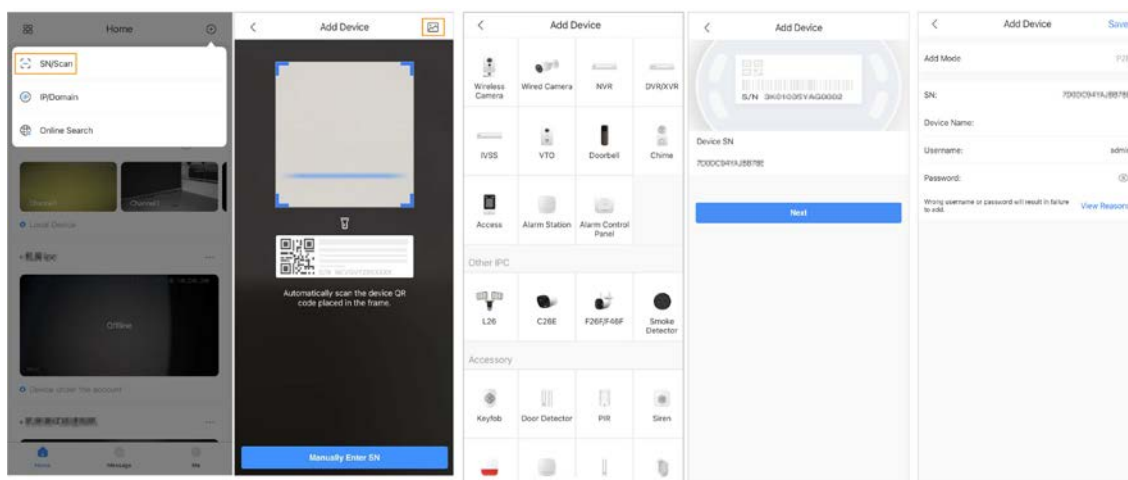 Home
SN/Scan
IP/Domain
Online Search
Channel1
Channel1
Local Device
Offline
Device under the account
Home
Message
Me
Add Device
Automatically scan the device QR
code placed in the frame.
Manually Enter SN
Add Device
Wireless
Camera
Wired Camera
NVR
DVR/XVR
IVSS
VTO
Doorbell
Chime
Access
Alarm Station
Alarm Control
Panel
Other IPC
L26
C26E
F26F/F46F
Smoke
Detector
Accessory
Keyfob
Door Detector
PIR
Siren
Add Device
Device SN
Next
Add Device
Save
Add Mode
P2P
SN:
Device Name:
Username:
admin
Password:
Wrong username or password will result in failure
to add.
View Reasons